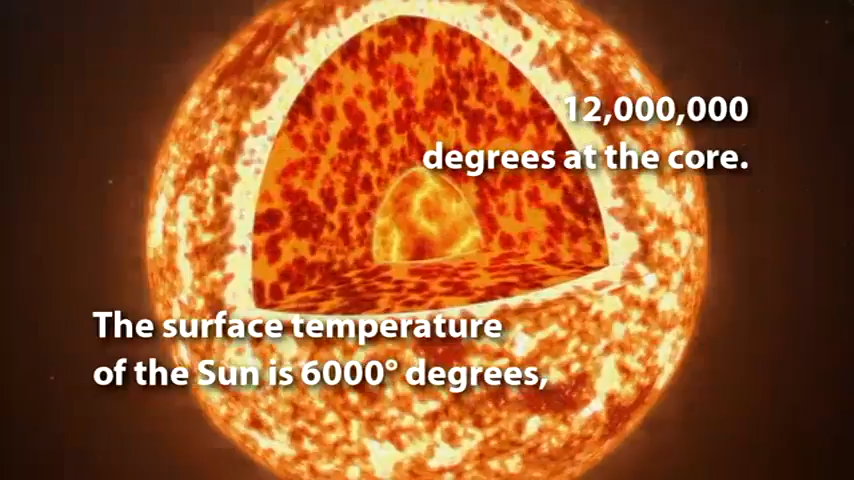 The surface temperature
of the Sun is 6000° degrees,
12,000,000
degrees at the core.